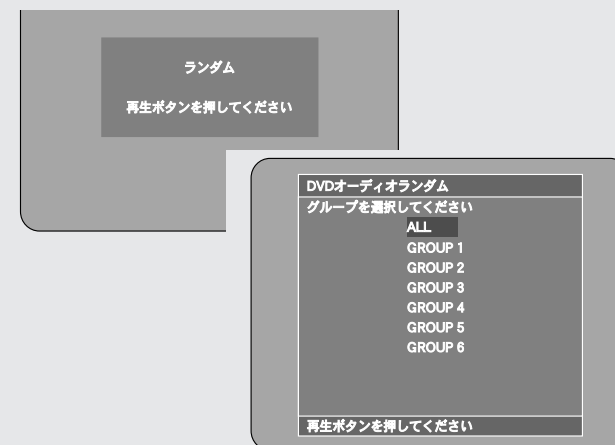 ランダム
再生ボタンを押してください
DVDオーディオランダム
グループを選択してください
ALL
GROUP 1
GROUP 2
GROUP 3
GROUP 4
GROUP 5
GROUP 6
再生ボタンを押してください